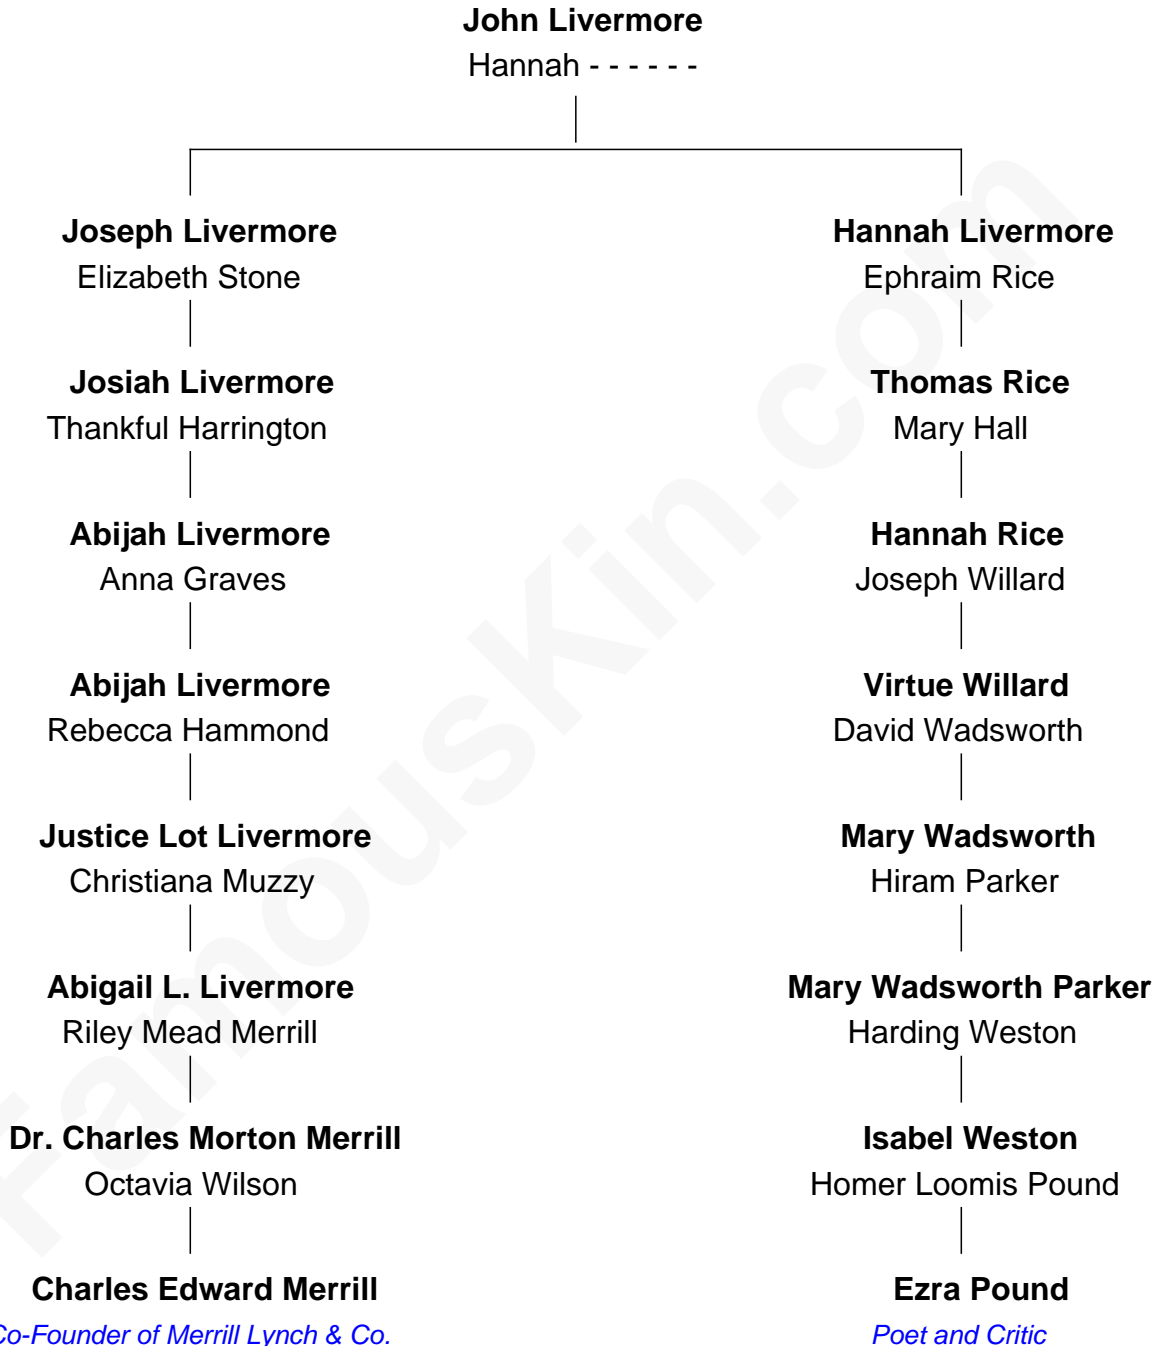 John Livermore
Hannah - - - - - -
Joseph Livermore
Elizabeth Stone
Hannah Livermore
Ephraim Rice
Josiah Livermore
Thankful Harrington
Thomas Rice
Mary Hall
Abijah Livermore
Anna Graves
Hannah Rice
Joseph Willard
Abijah Livermore
Rebecca Hammond
Virtue Willard
David Wadsworth
Justice Lot Livermore
Christiana Muzzy
Mary Wadsworth
Hiram Parker
Abigail L. Livermore
Riley Mead Merrill
Mary Wadsworth Parker
Harding Weston
Dr. Charles Morton Merrill
Octavia Wilson
Isabel Weston
Homer Loomis Pound
Charles Edward Merrill
Co-Founder of Merrill Lynch & Co.
Ezra Pound
Poet and Critic
FamousKin.com